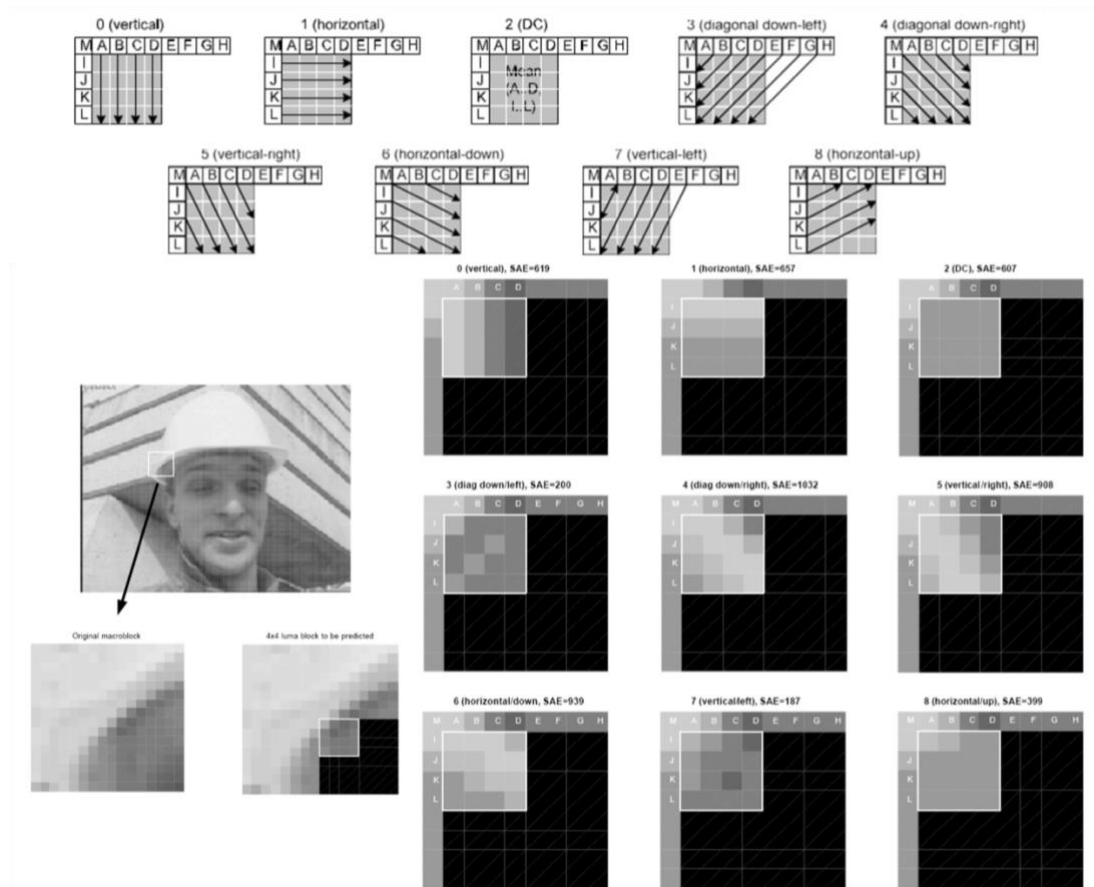 0 (vertical)
1 (horizontal)
2 (DC)
3 (diagonal down-left)
4 (diagonal down-right)
M A B C D E F G H
I
J
K
L
M A B C D E F G H
I
J
K
L
M A B C D E F G H
I
J
K
L
Mean
(A..D,
I..L)
M A B C D E F G H
I
J
K
L
M A B C D E F G H
I
J
K
L
5 (vertical-right)
6 (horizontal-down)
7 (vertical-left)
8 (horizontal-up)
M A B C D E F G H
I
J
K
L
M A B C D E F G H
I
J
K
L
M A B C D E F G H
I
J
K
L
M A B C D E F G H
I
J
K
L
0 (vertical), SAE=619
A B C D
1 (horizontal), SAE=657
I
J
K
L
2 (DC), SAE=607
A B C D
I
J
K
L
3 (diag down/left), SAE=200
A B C D E F G H
4 (diag down/right), SAE=1032
M A B C D
I
J
K
L
5 (vertical/right), SAE=908
M A B C D
I
J
K
L
Original macroblock
4x4 luma block to be predicted
6 (horizontal/down, SAE=939
M A B C D E F G H
I
J
K
L
7 (vertical/left), SAE=187
M A B C D E F G H
I
J
K
L
8 (horizontal/up), SAE=399
M A B C D E F G H
I
J
K
L